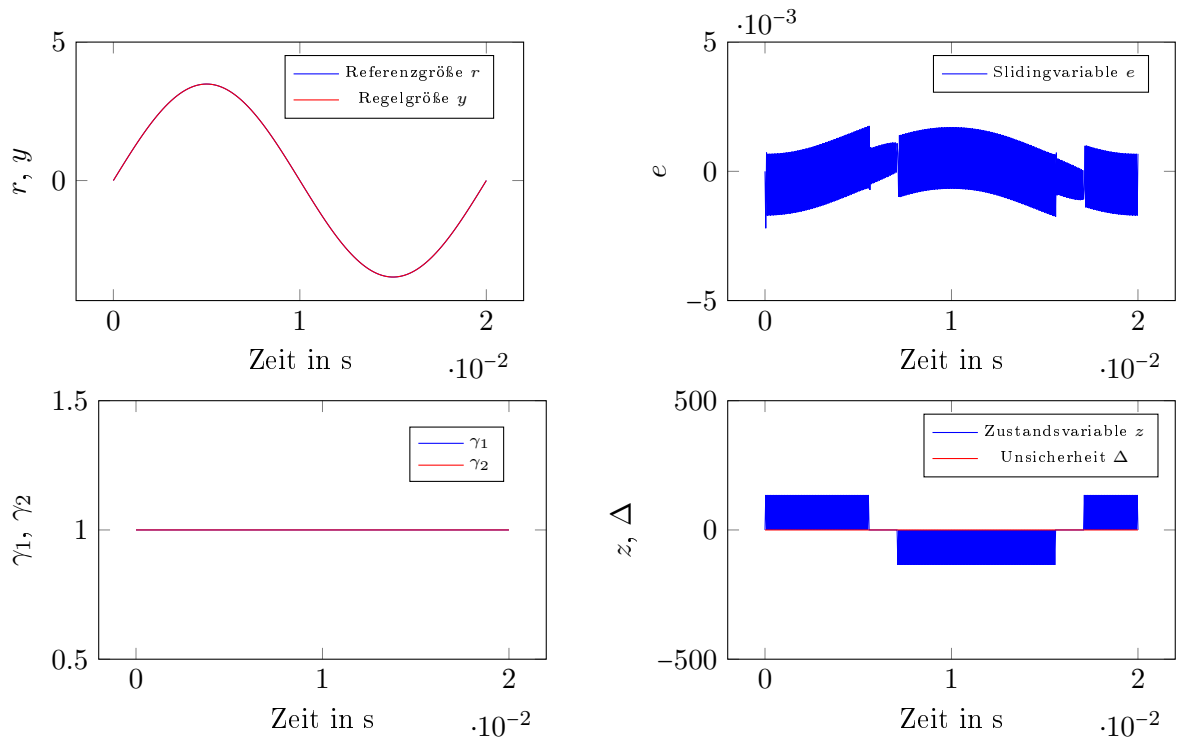 5
0
r, y
Referenzgröße r
Regelgröße y
0
1
2
Zeit in s
·10⁻²
·10⁻³
5
0
−5
e
Slidingvariable e
0
1
2
Zeit in s
·10⁻²
1.5
1
0.5
γ₁, γ₂
γ₁
γ₂
0
1
2
Zeit in s
·10⁻²
500
0
−500
z, Δ
Zustandsvariable z
Unsicherheit Δ
0
1
2
Zeit in s
·10⁻²